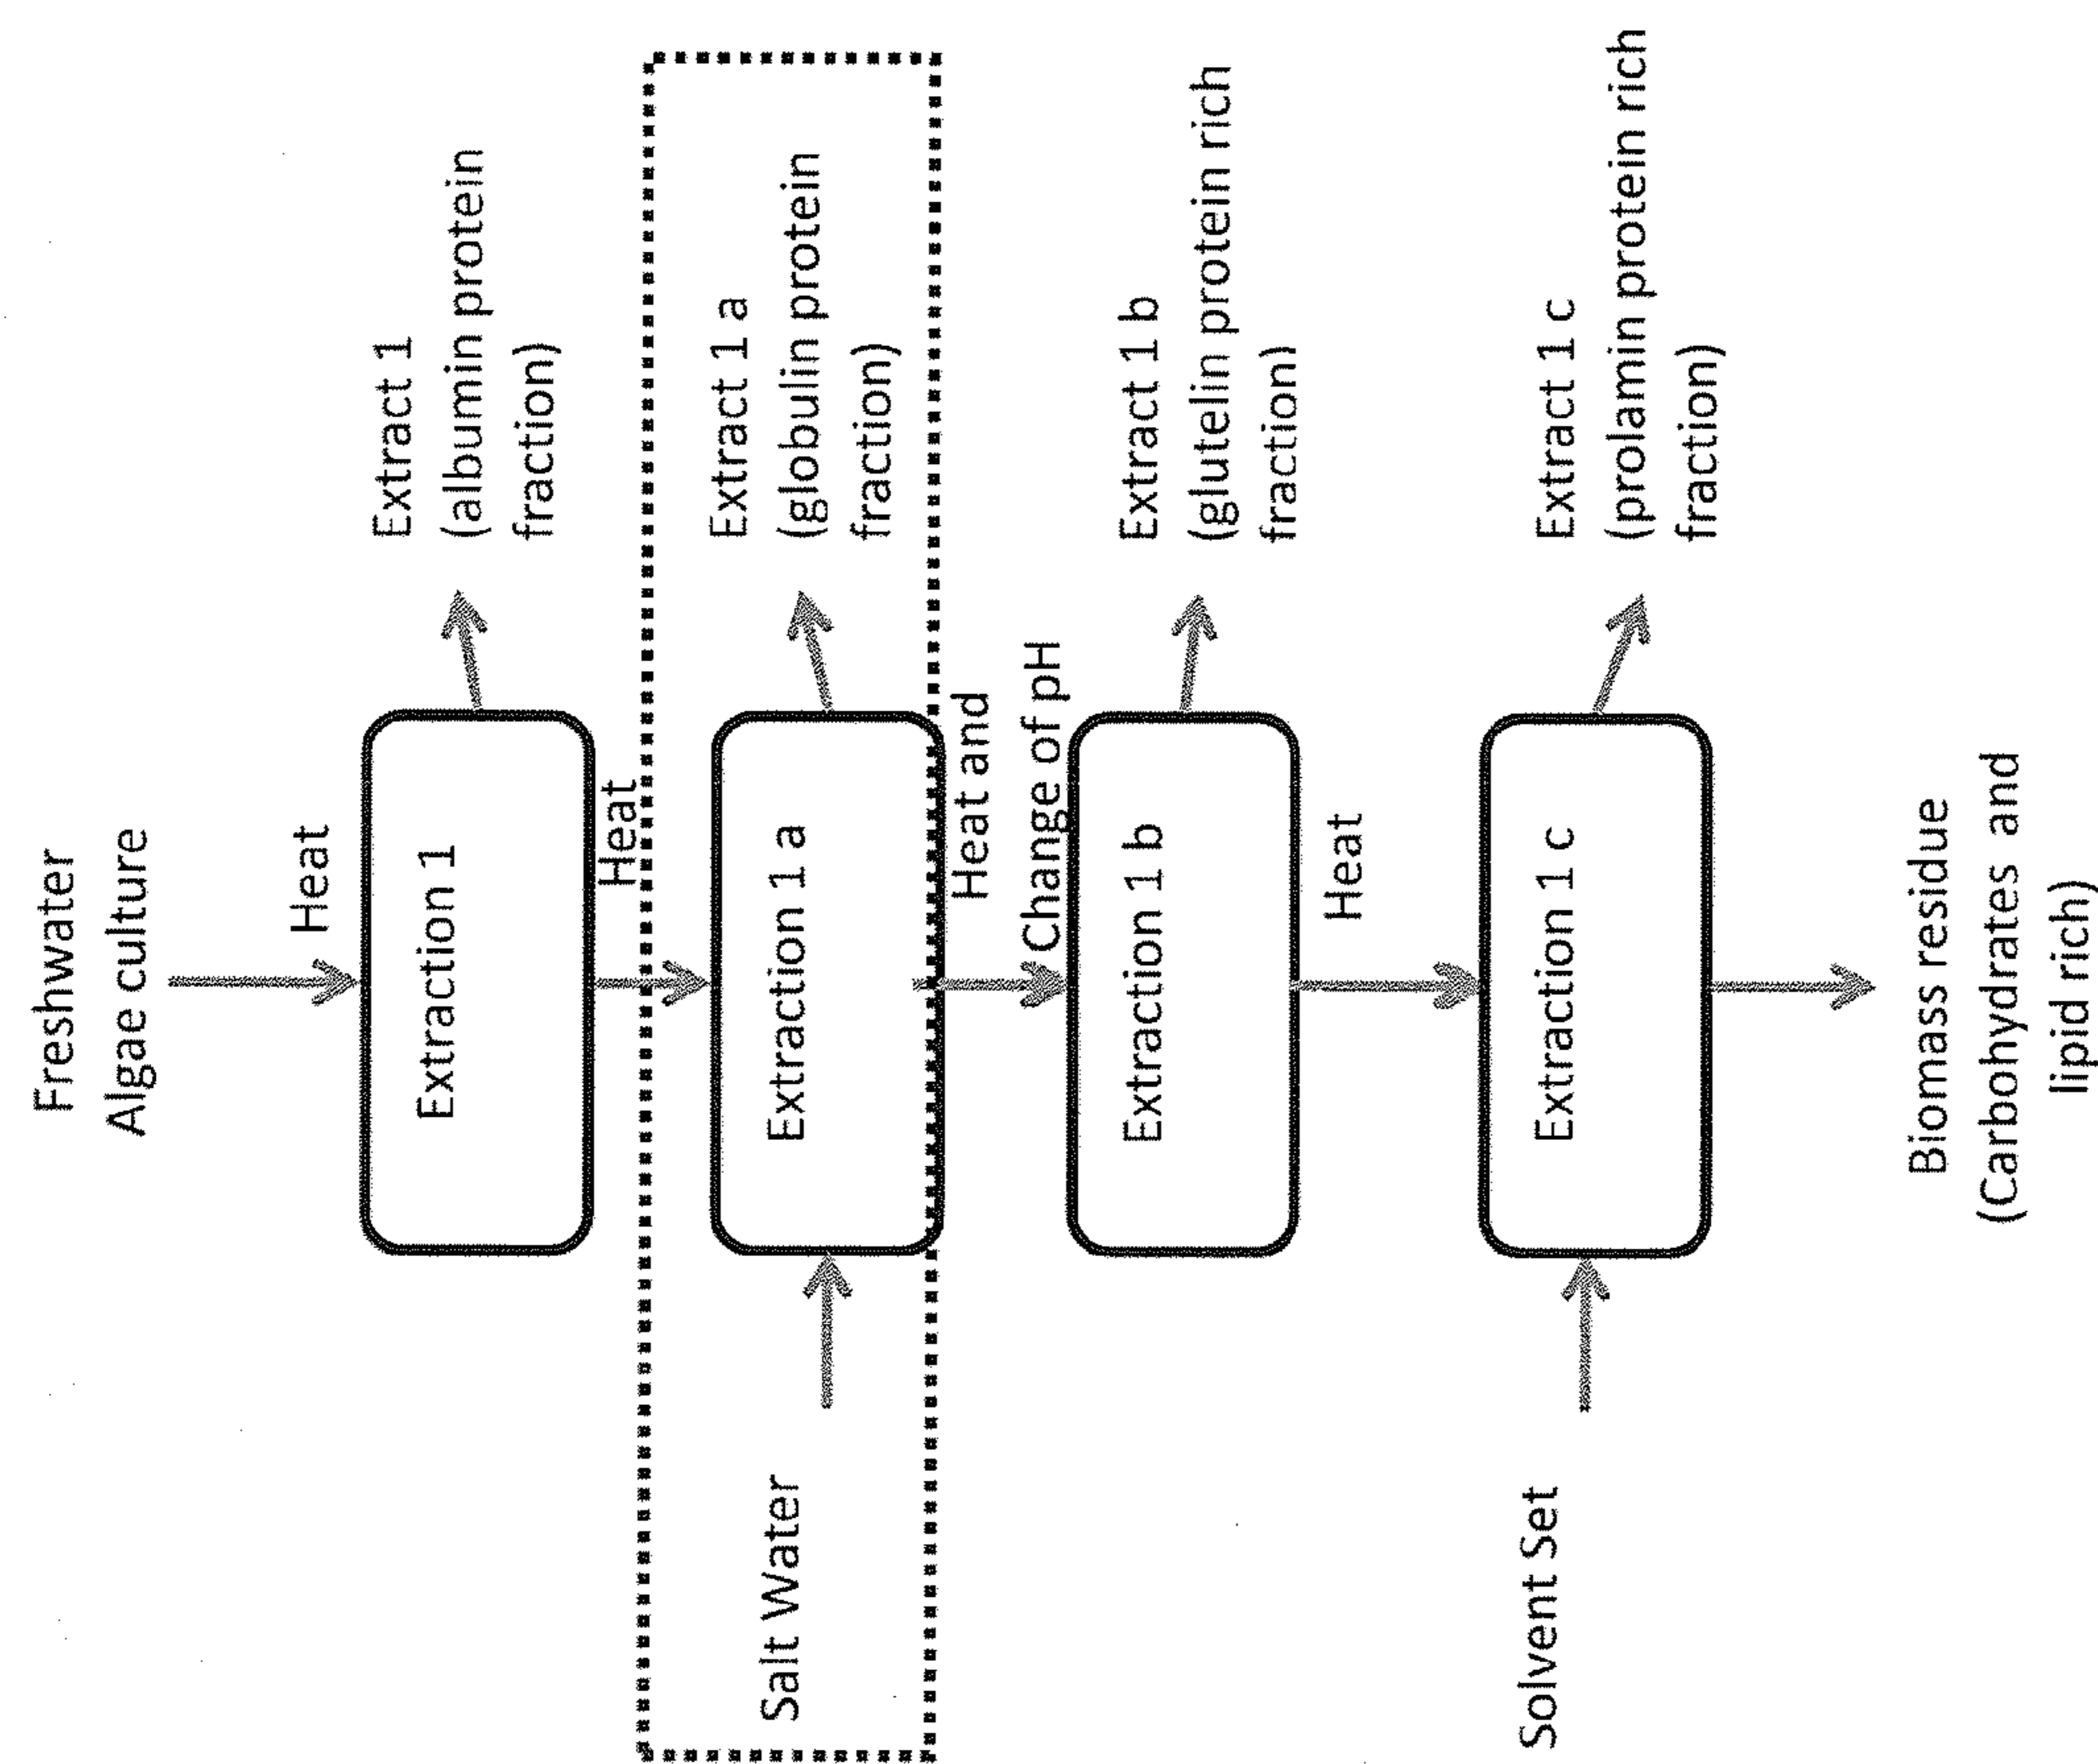 Freshwater
Algae culture
Heat
Extraction 1
Extract 1
(albumin protein
fraction)
Heat
Salt Water
Extraction 1 a
Extract 1 a
(globulin protein
fraction)
Heat and
Change of pH
Extraction 1 b
Extract 1 b
(glutelin protein rich
fraction)
Heat
Solvent Set
Extraction 1 c
Extract 1 c
(prolamin protein rich
fraction)
Biomass residue
(Carbohydrates and
lipid rich)